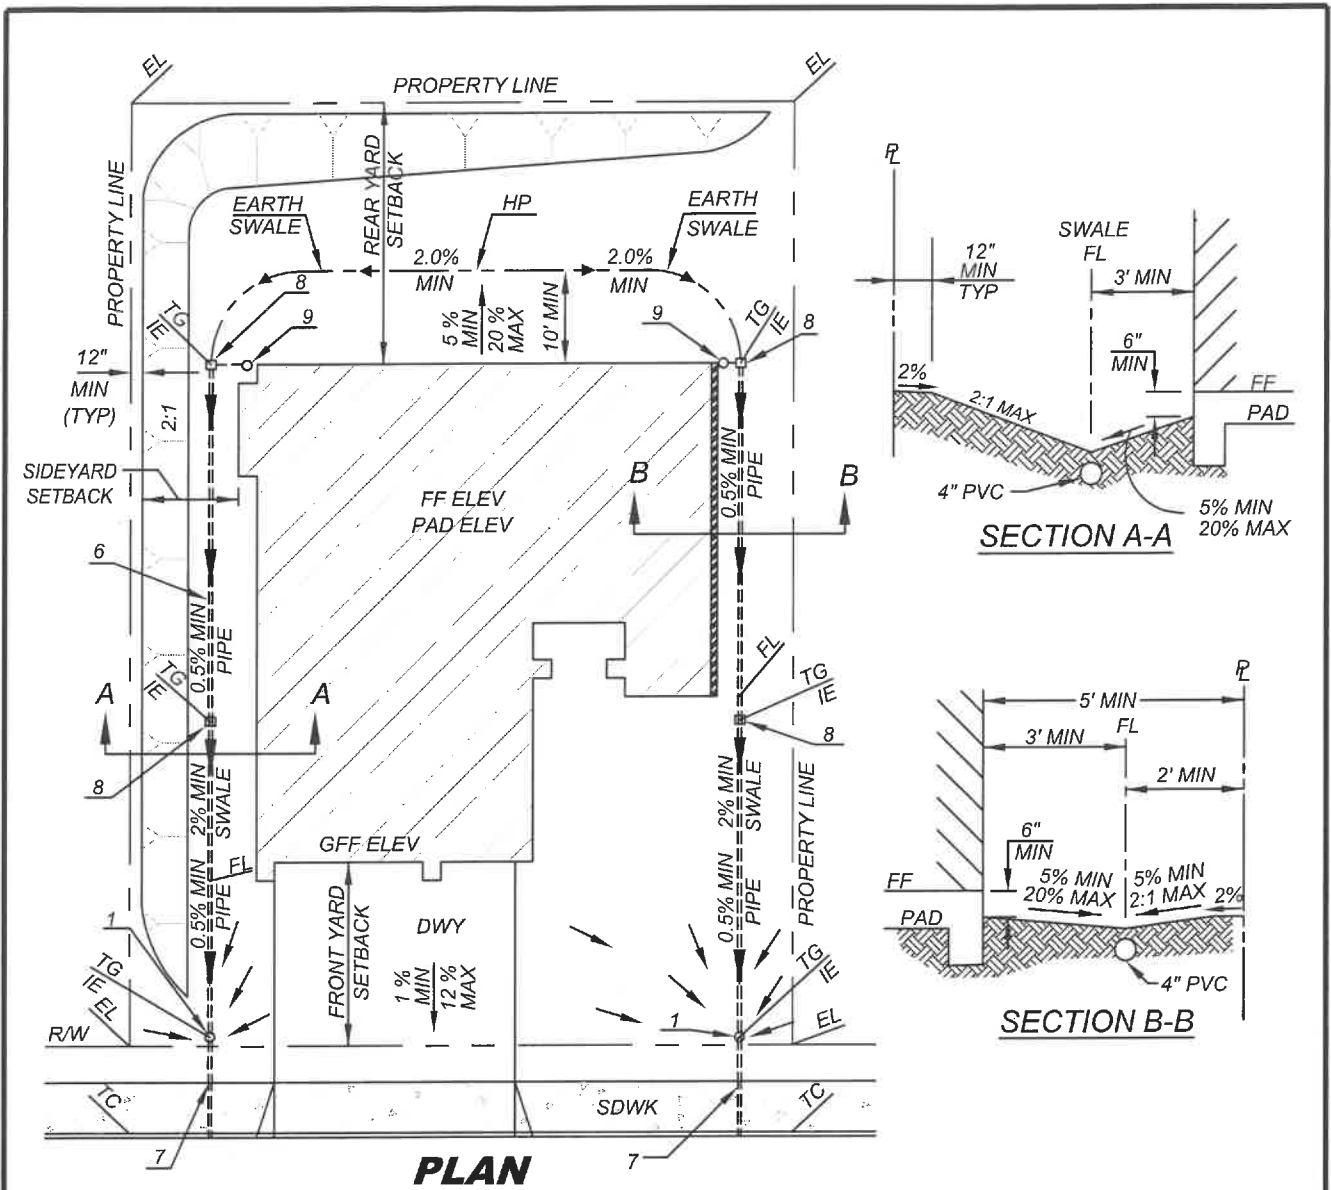 EL
EL
PROPERTY LINE
PROPERTY LINE
REAR YARD
SETBACK
EARTH
SWALE
HP
EARTH
SWALE
2.0%
MIN
2.0%
MIN
5 %
MIN
20 %
MAX
10' MIN
TG
IE
8
9
9
TG
IE
8
12"
MIN
(TYP)
2:1
SIDEYARD
SETBACK
FF ELEV
PAD ELEV
0.5% MIN
PIPE
B
B
6
0.5% MIN
PIPE
TG
IE
FL
TG
IE
8
A
A
8
2% MIN
SWALE
2% MIN
SWALE
PROPERTY LINE
GFF ELEV
FL
0.5% MIN
PIPE
0.5% MIN
PIPE
FRONT YARD
SETBACK
DWY
1 %
MIN
12 %
MAX
1
TG
IE
EL
R/W
TG
IE
1
EL
TC
SDWK
TC
7
7
PLAN
PL
SWALE
FL
12"
MIN
TYP
3' MIN
6"
MIN
2%
2:1 MAX
FF
PAD
4" PVC
5% MIN
20% MAX
SECTION A-A
PL
5' MIN
FL
3' MIN
2' MIN
6"
MIN
FF
5% MIN
20% MAX
5% MIN
2:1 MAX
2%
PAD
4" PVC
SECTION B-B